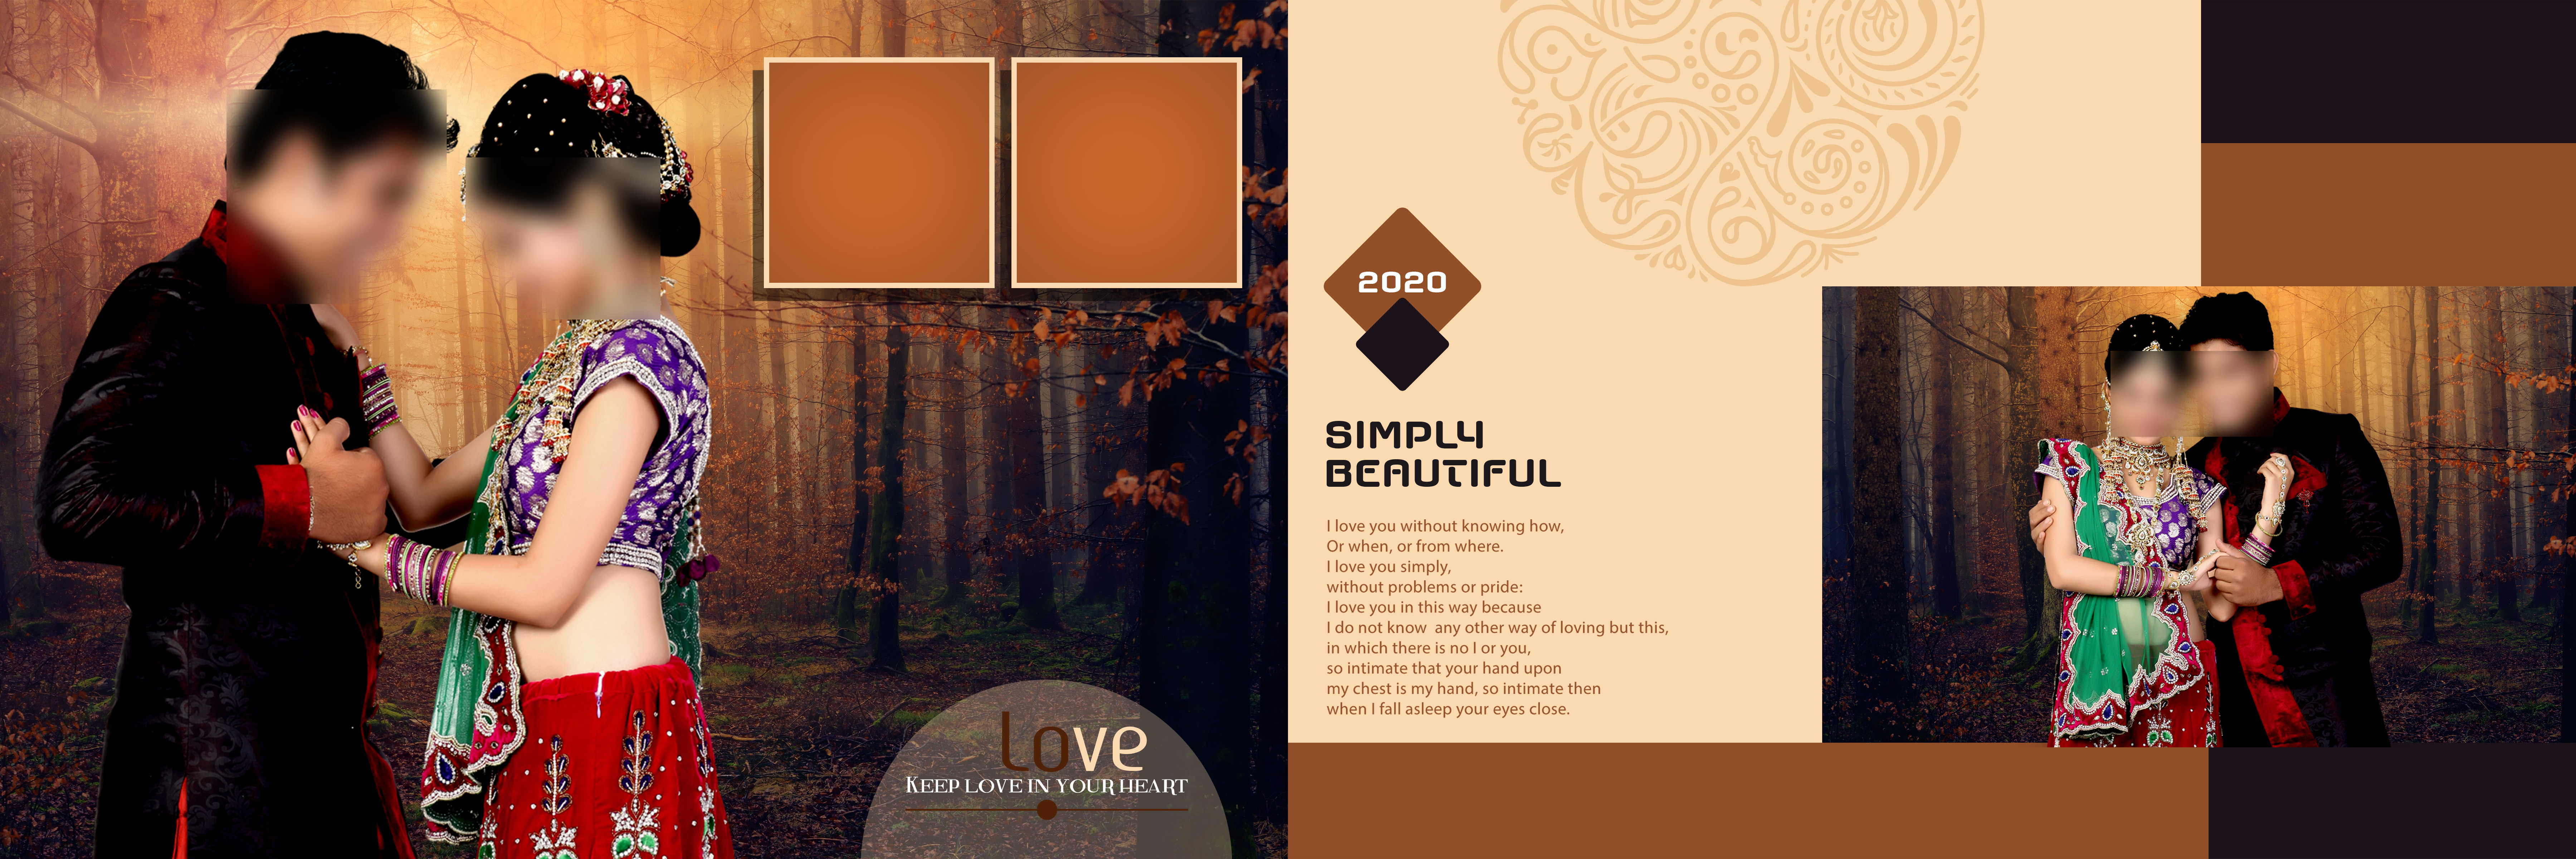 Love
KEEP LOVE IN YOUR HEART
2020
SIMPLY
BEAUTIFUL
I love you without knowing how,
Or when, or from where.
I love you simply,
without problems or pride:
I love you in this way because
I do not know  any other way of loving but this,
in which there is no I or you,
so intimate that your hand upon
my chest is my hand, so intimate then
when I fall asleep your eyes close.